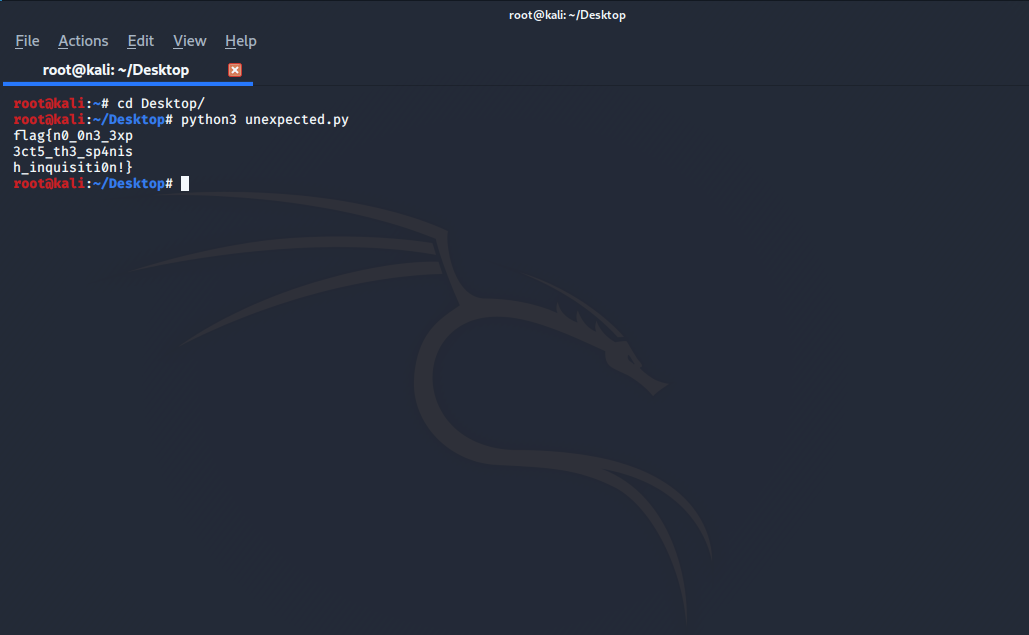 root@kali: ~/Desktop
File Actions Edit View Help
root@kali: ~/Desktop
root@kali:~# cd Desktop/
root@kali:~/Desktop# python3 unexpected.py
flag{n0_0n3_3xp
3ct5_th3_sp4nis
h_inquisiti0n!}
root@kali:~/Desktop#